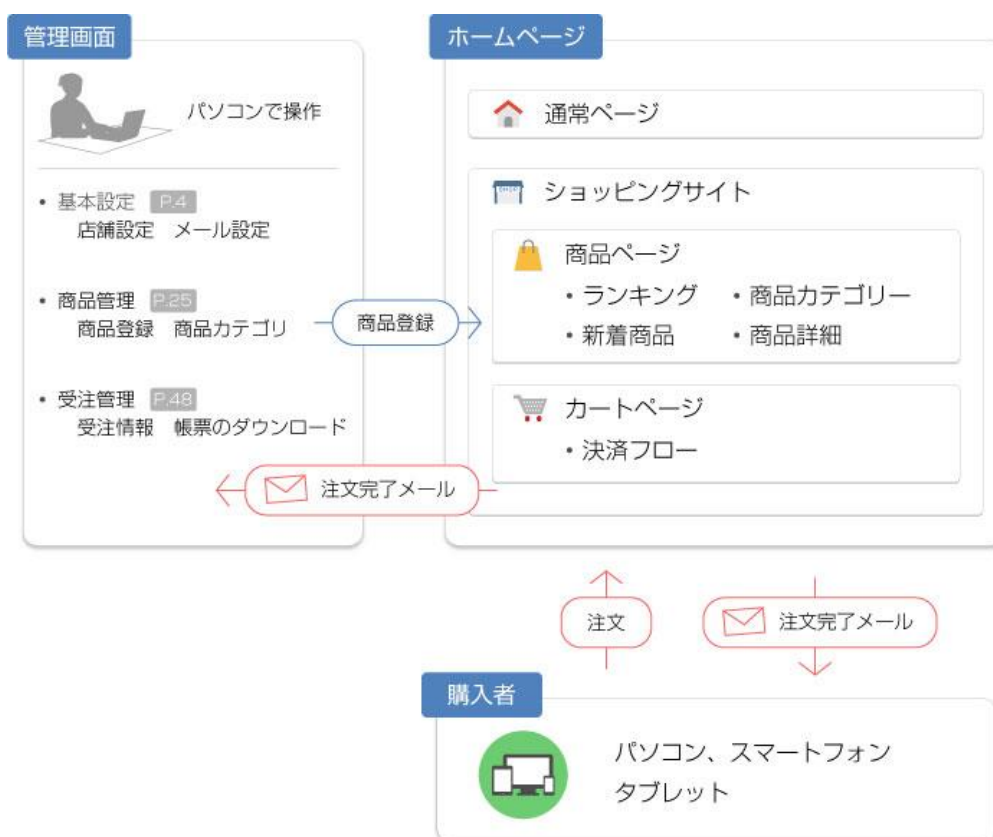 管理画面
パソコンで操作
• 基本設定 P.4
店舗設定 メール設定
• 商品管理 P.25
商品登録 商品カテゴリ
• 受注管理 P.48
受注情報 帳票のダウンロード
商品登録
注文完了メール
ホームページ
通常ページ
SHOP
ショッピングサイト
商品ページ
・ランキング ・商品カテゴリー
・新着商品 ・商品詳細
カートページ
・決済フロー
注文
注文完了メール
購入者
パソコン、スマートフォン
タブレット